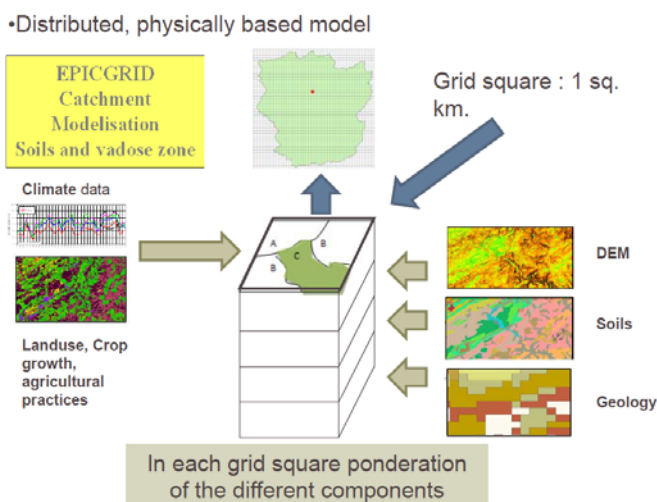 •Distributed, physically based model
EPICGRID
Catchment
Modelisation
Soils and vadose zone
Grid square : 1 sq.
km.
Climate data
Landuse, Crop
growth,
agricultural
practices
A
B
C
B
DEM
Soils
Geology
In each grid square ponderation
of the different components